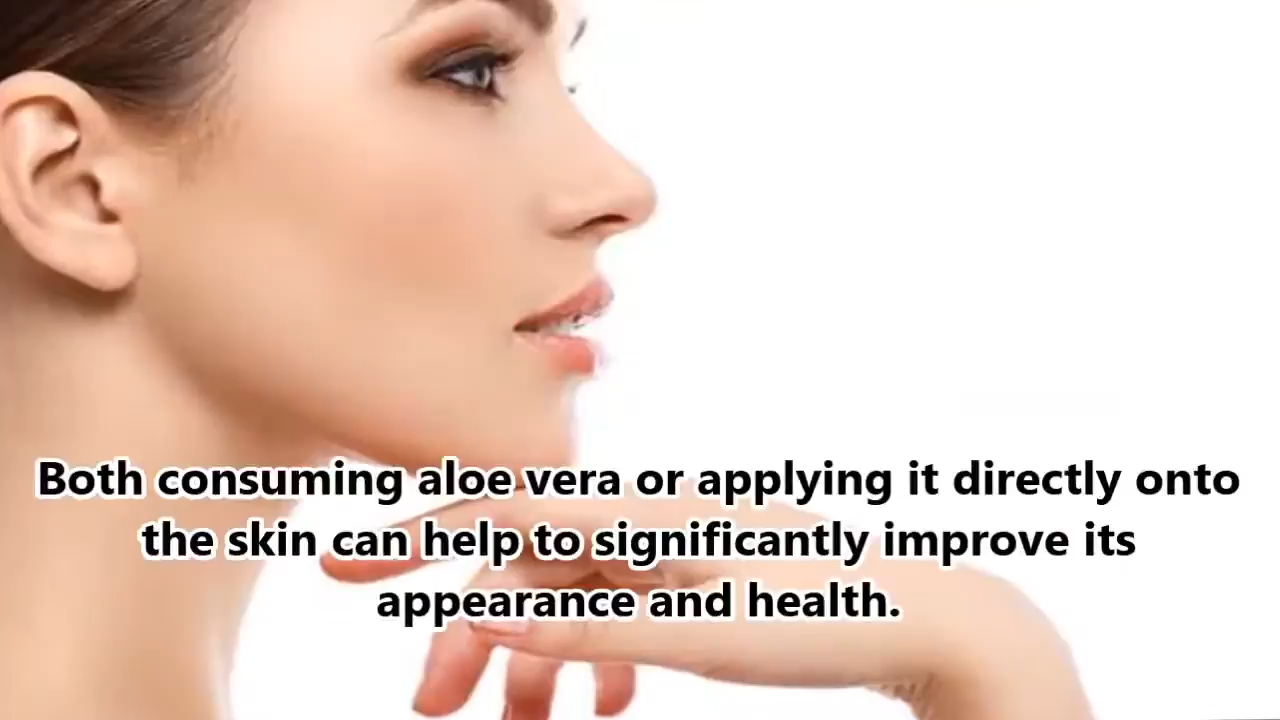 Both consuming aloe vera or applying it directly onto
the skin can help to significantly improve its
appearance and health.